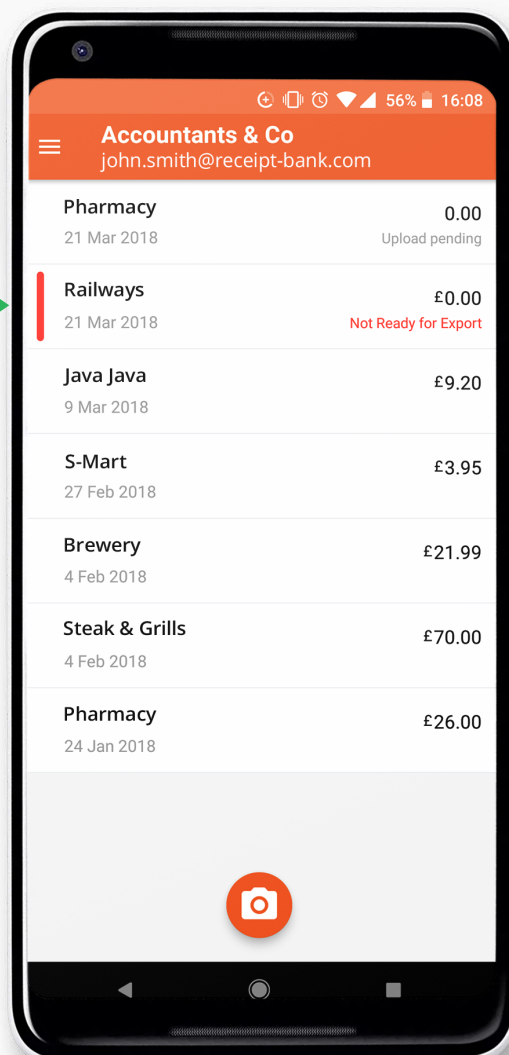 56% 16:08
Accountants & Co
john.smith@receipt-bank.com
Pharmacy 0.00
21 Mar 2018 Upload pending
Railways £0.00
21 Mar 2018 Not Ready for Export
Java Java £9.20
9 Mar 2018
S-Mart £3.95
27 Feb 2018
Brewery £21.99
4 Feb 2018
Steak & Grills £70.00
4 Feb 2018
Pharmacy £26.00
24 Jan 2018